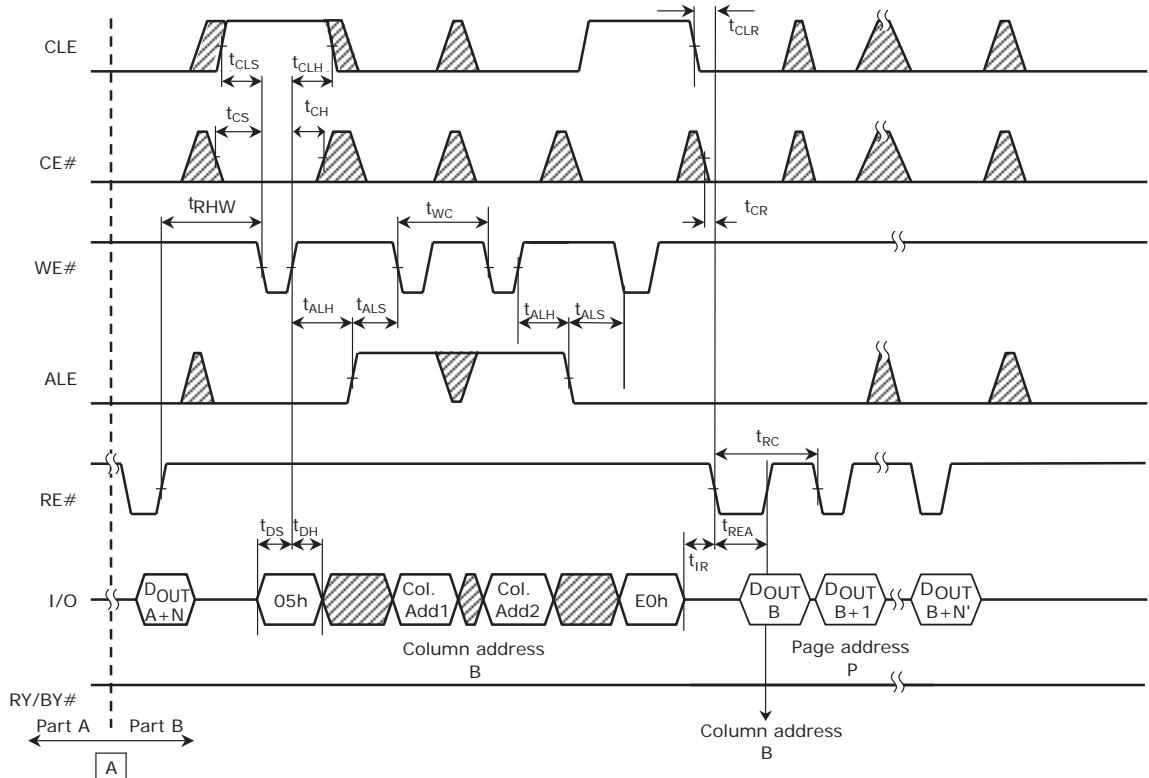 CLE
tCLR
tCLS
tCLH
tCS
tCH
CE#
tRHW
tWC
tCR
WE#
tALH
tALS
tALH
tALS
ALE
tRC
RE#
tDS
tDH
tREA
tIR
I/O
DOUT
A+N
05h
Col.
Add1
Col.
Add2
E0h
DOUT
B
DOUT
B+1
DOUT
B+N'
Column address
B
Page address
P
RY/BY#
Part A
Part B
Column address
B
A